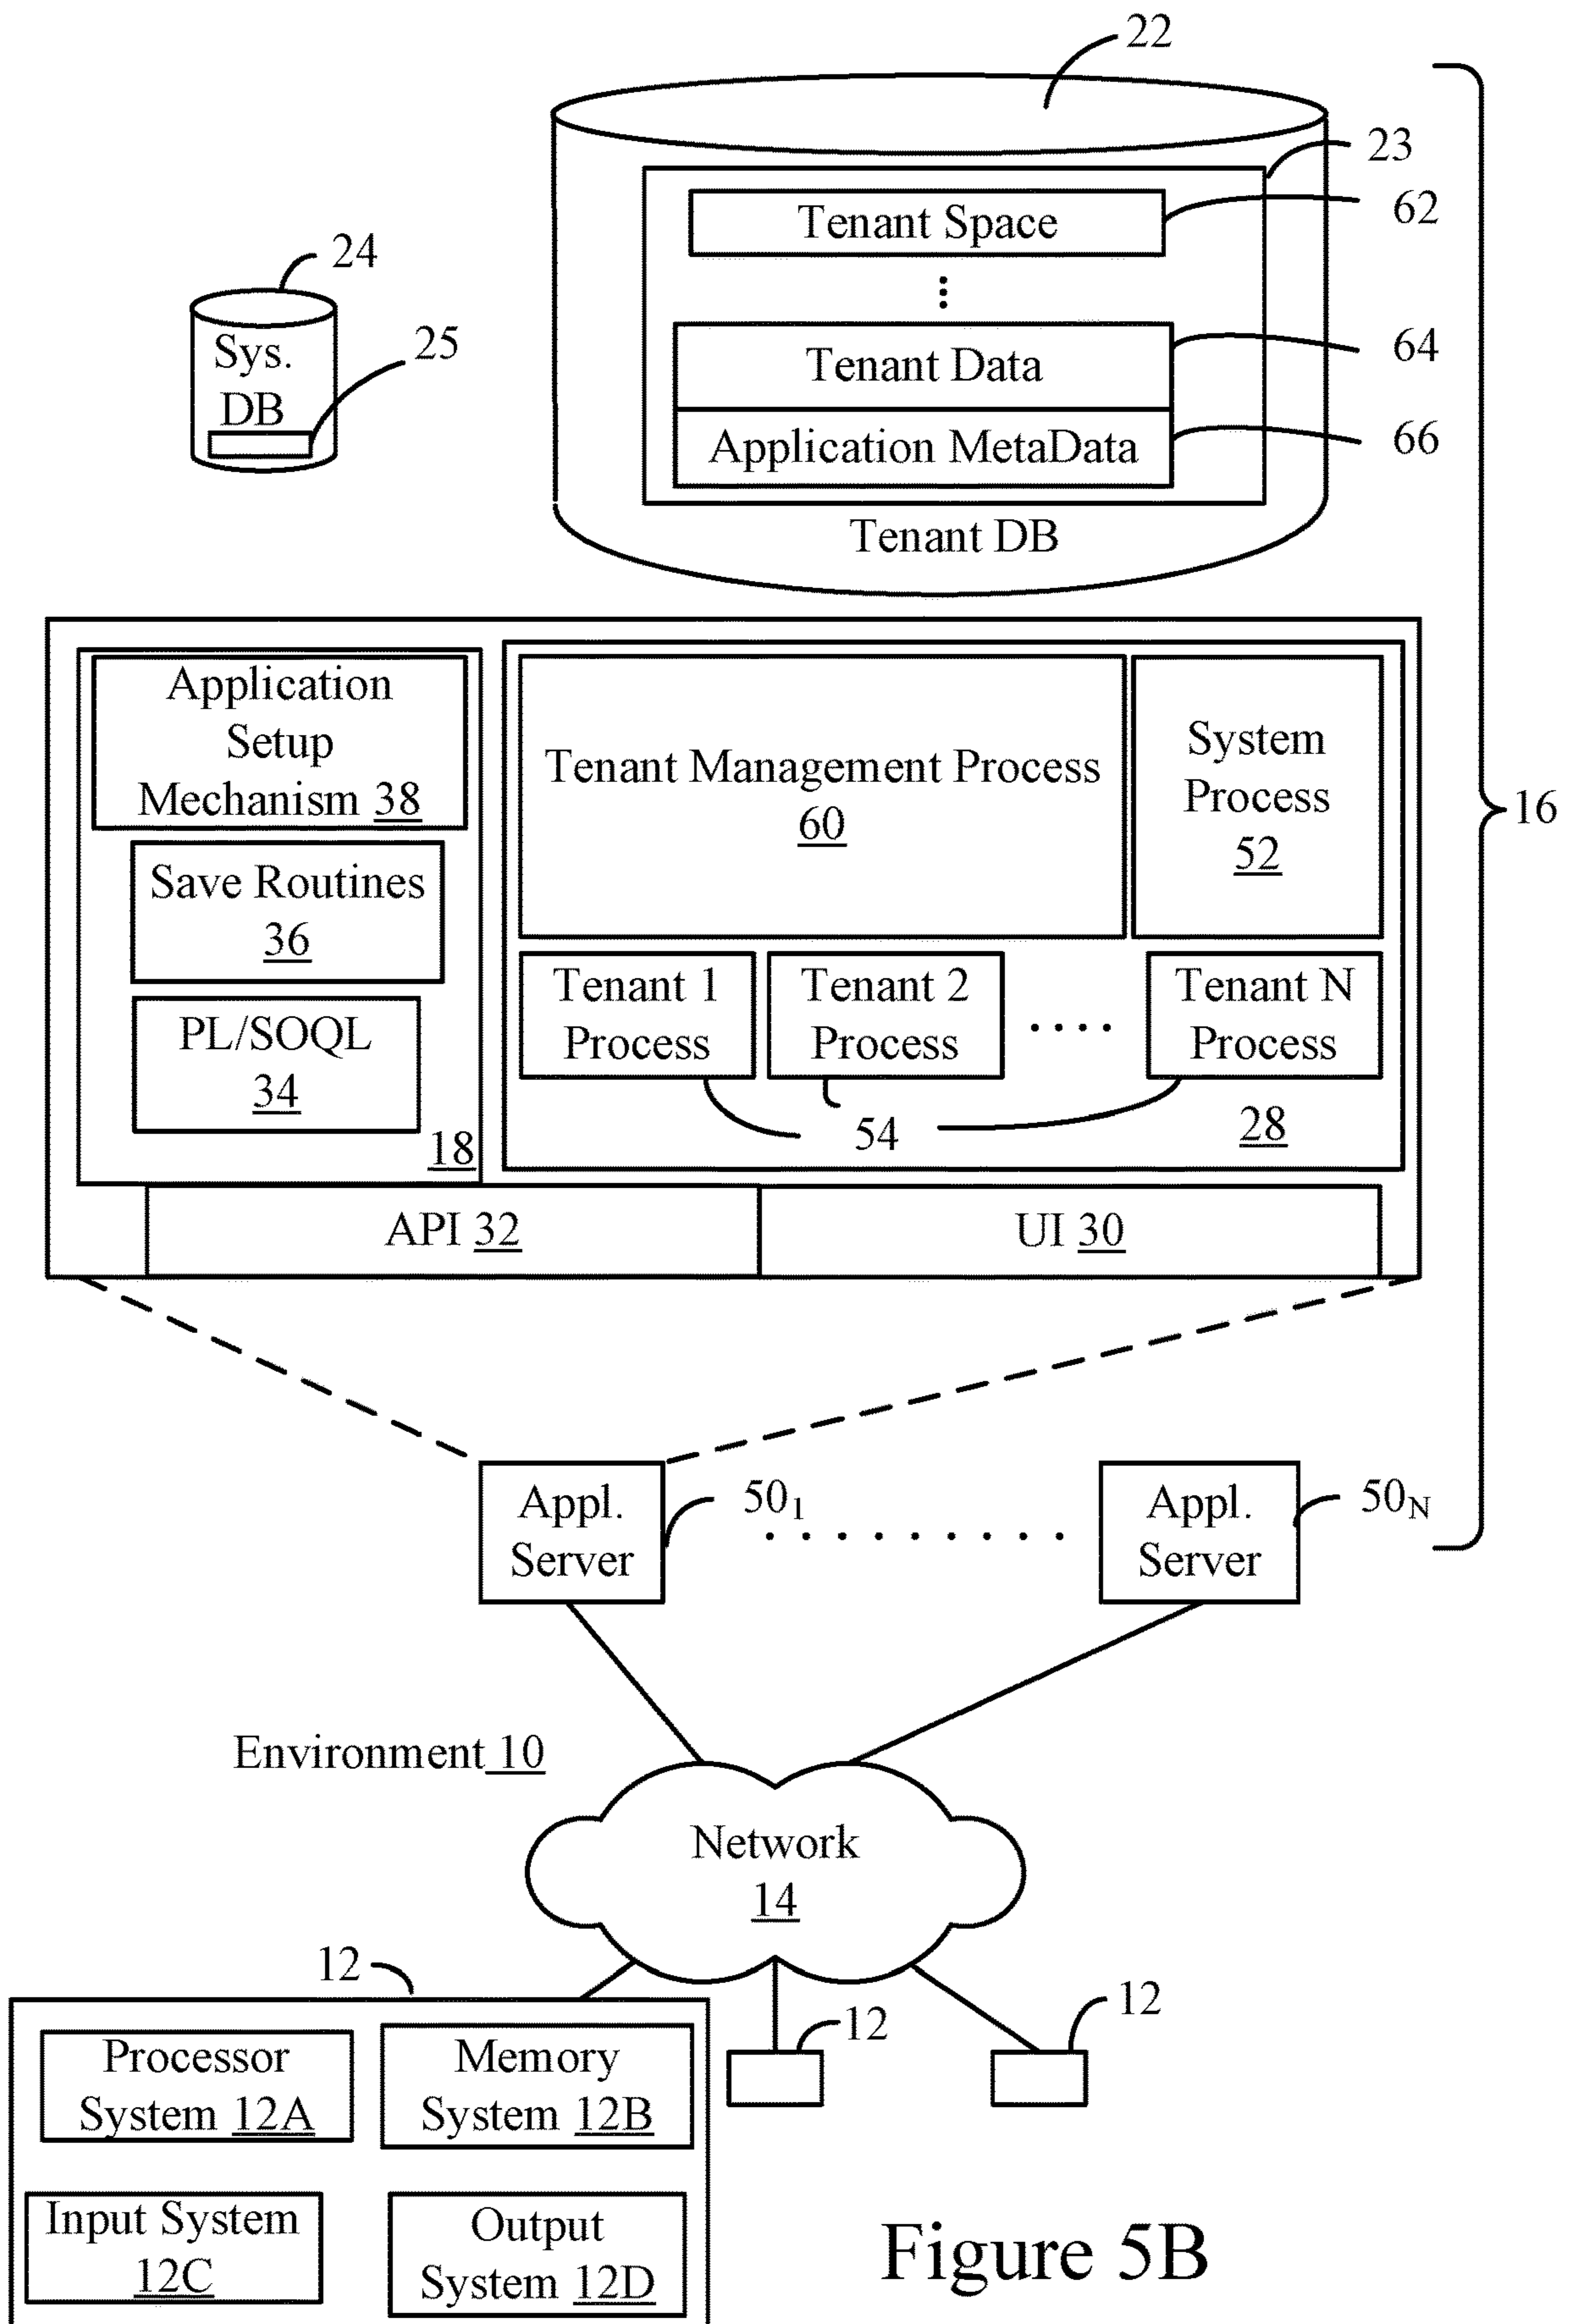 22
23
Tenant Space
62
24
Sys.
DB
25
Tenant Data
64
Application MetaData
66
Tenant DB
Application
Setup
Mechanism 38
Tenant Management Process
60
System
Process
52
16
Save Routines
36
Tenant 1
Process
Tenant 2
Process
....
Tenant N
Process
PL/SOQL
34
54
28
18
API 32
UI 30
Appl.
Server
50₁
Appl.
Server
50N
Environment 10
Network
14
12
12
12
Processor
System 12A
Memory
System 12B
Input System
12C
Output
System 12D
Figure 5B